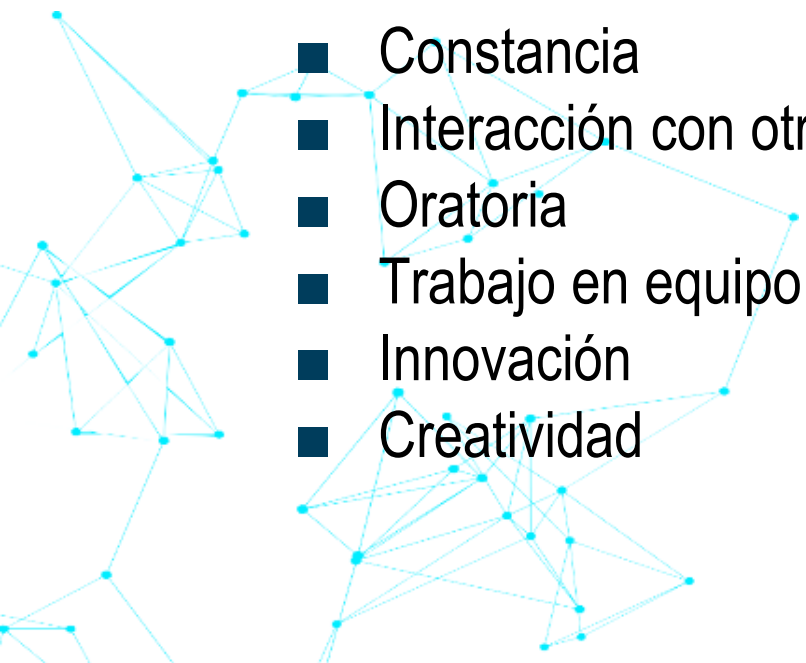 Constancia
Interacción con otr
Oratoria
Trabajo en equipo
Innovación
Creatividad